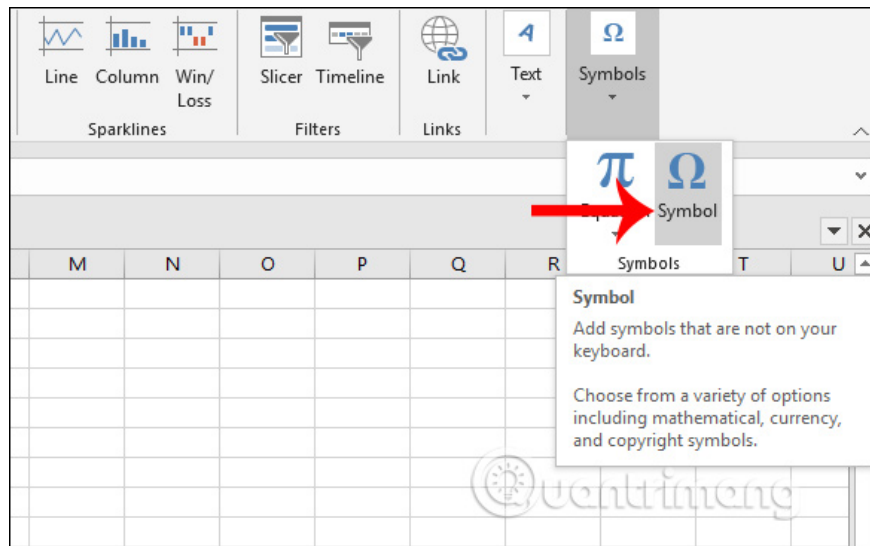 Line Column Win/ Loss Slicer Timeline Link Text Symbols
Sparklines Filters Links
Symbol
M N O P Q R Symbols T U
Symbol
Add symbols that are not on your
keyboard.
Choose from a variety of options
including mathematical, currency,
and copyright symbols.
Quantrimang